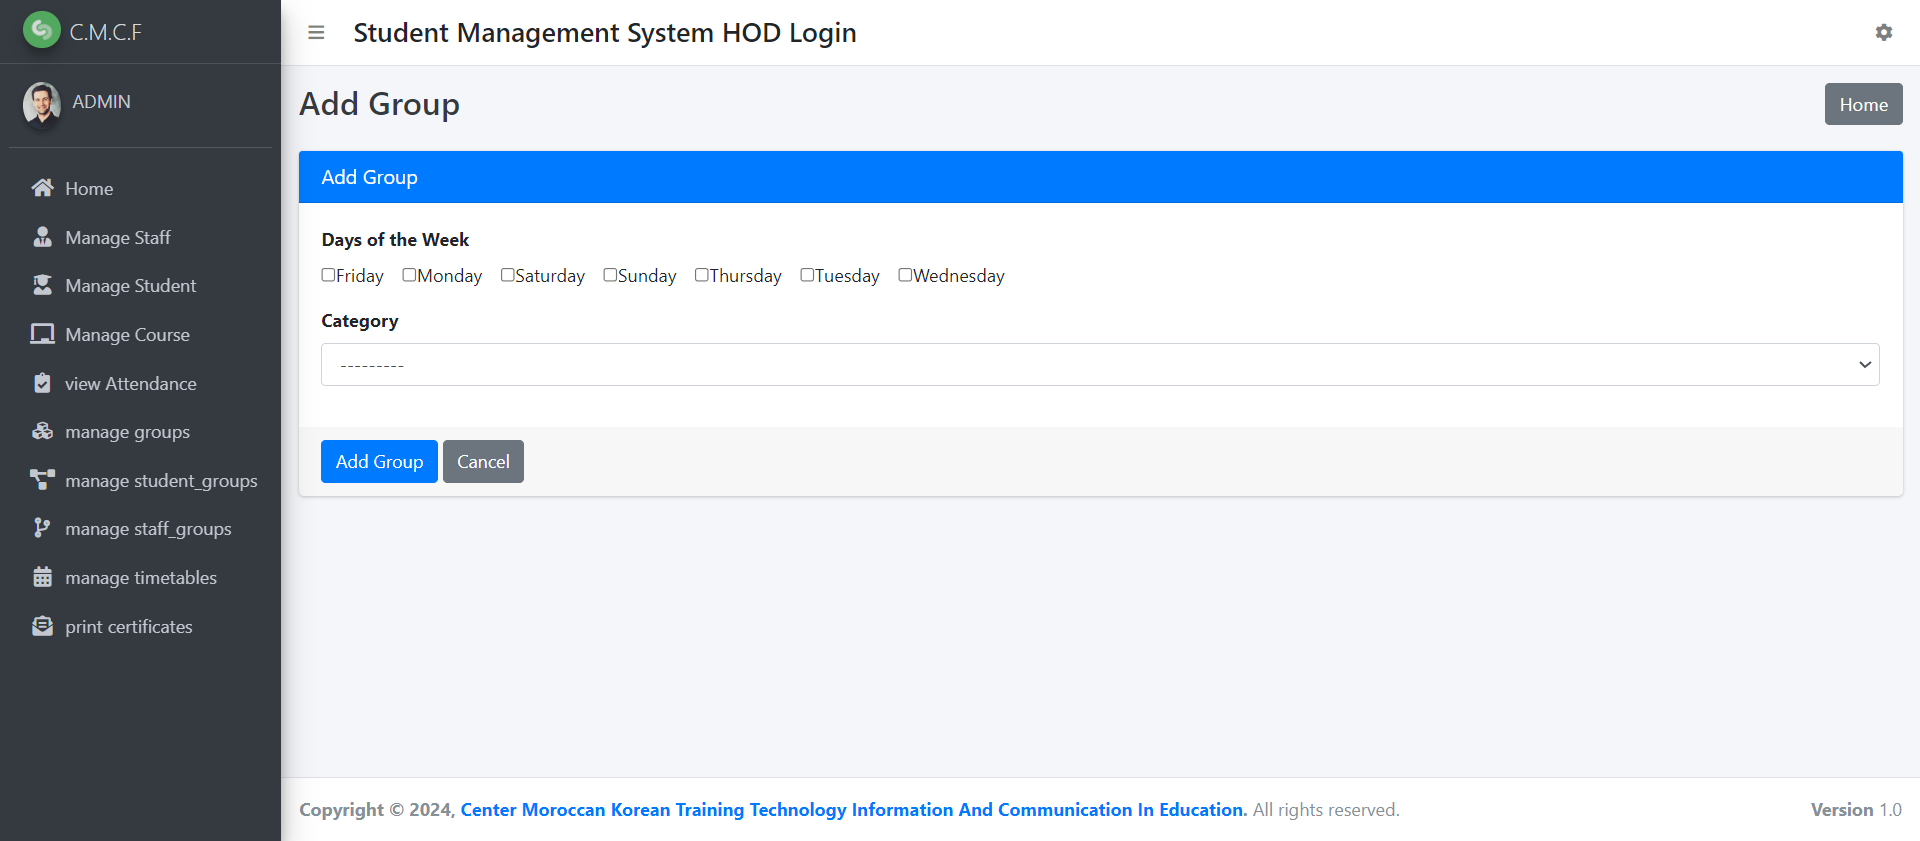 C.M.C.F
ADMIN
Home
Manage Staff
Manage Student
Manage Course
view Attendance
manage groups
manage student_groups
manage staff_groups
manage timetables
print certificates
Student Management System HOD Login
Add Group
Home
Add Group
Days of the Week
Friday Monday Saturday Sunday Thursday Tuesday Wednesday
Category
---------
Add Group Cancel
Copyright © 2024, Center Moroccan Korean Training Technology Information And Communication In Education. All rights reserved.
Version 1.0